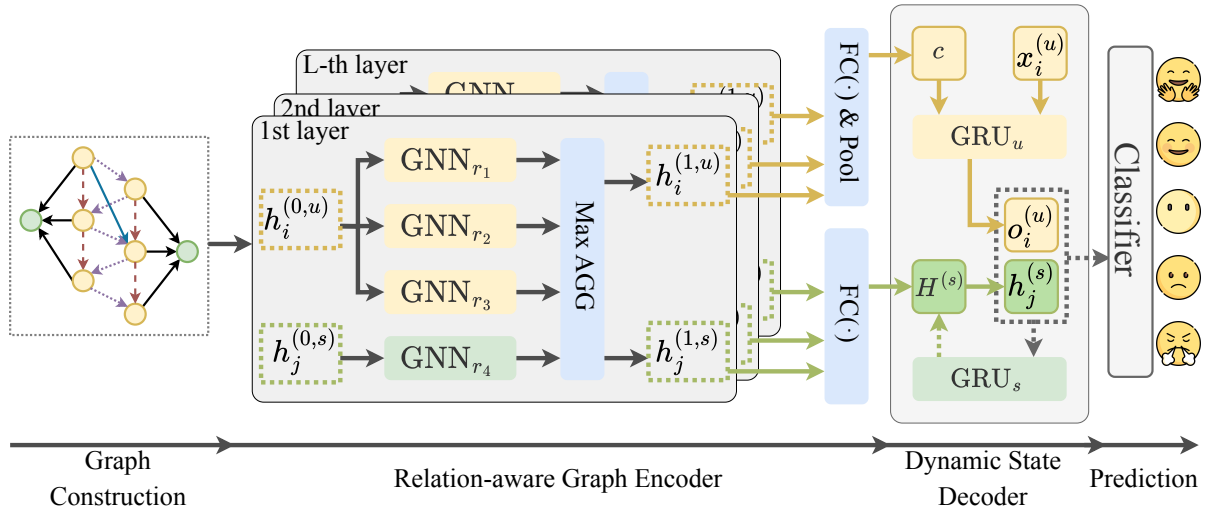 L-th layer
GNN
2nd layer
1st layer
h_i^{(0,u)}
GNN_{r_1}
GNN_{r_2}
GNN_{r_3}
h_j^{(0,s)}
GNN_{r_4}
Max AGG
h_i^{(1,u)}
h_j^{(1,s)}
FC(·) & Pool
FC(·)
c
x_i^{(u)}
GRU_u
o_i^{(u)}
H^{(s)}
h_j^{(s)}
GRU_s
Classifier
Graph
Construction
Relation-aware Graph Encoder
Dynamic State
Decoder
Prediction